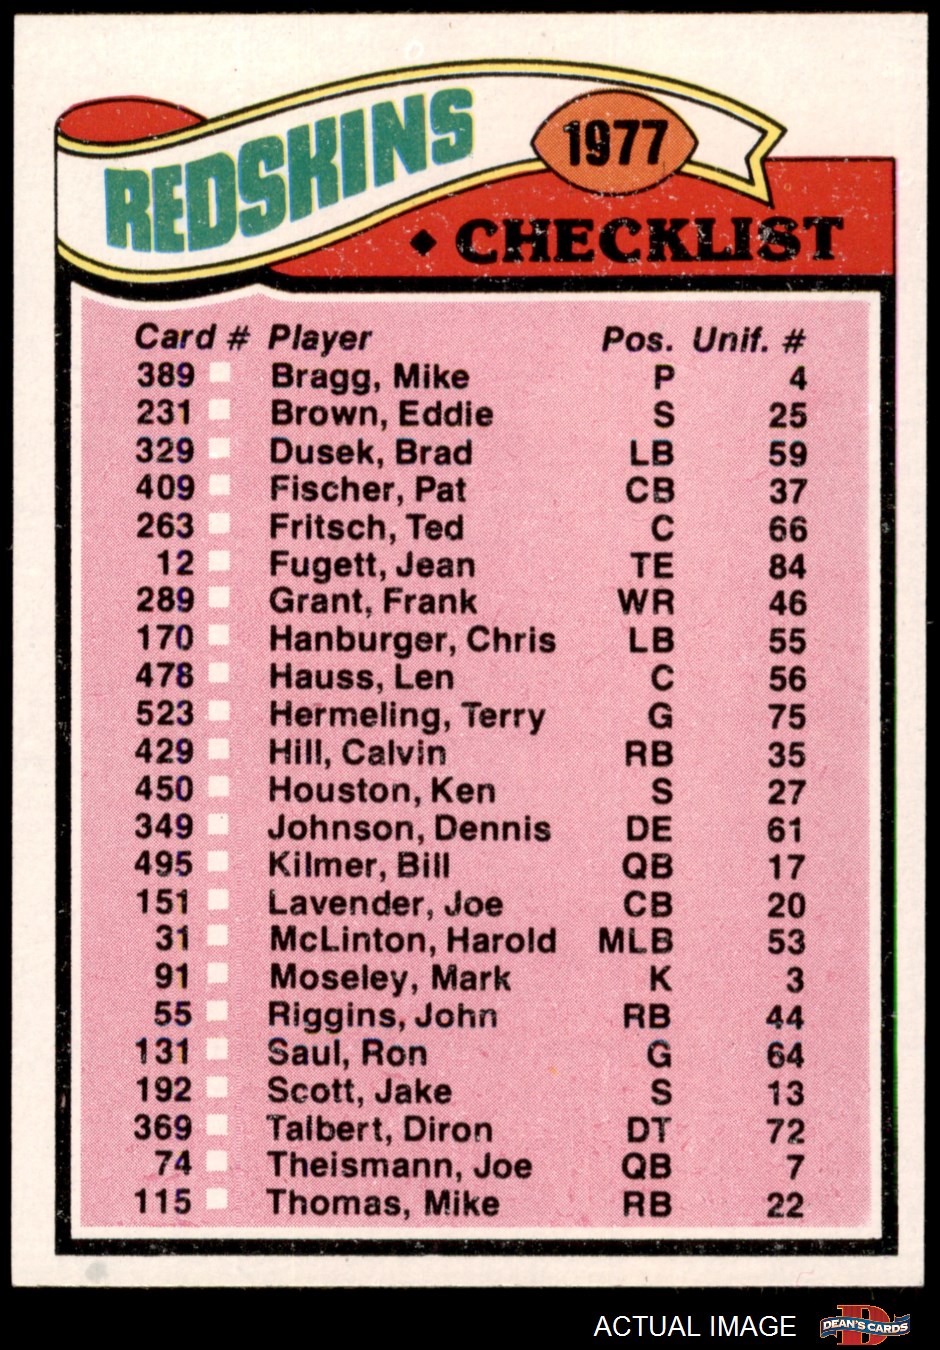 REDSKINS
1977
◆ CHECKLIST
Card # Player Pos. Unif. #
389 Bragg, Mike P 4
231 Brown, Eddie S 25
329 Dusek, Brad LB 59
409 Fischer, Pat CB 37
263 Fritsch, Ted C 66
12 Fugett, Jean TE 84
289 Grant, Frank WR 46
170 Hanburger, Chris LB 55
478 Hauss, Len C 56
523 Hermeling, Terry G 75
429 Hill, Calvin RB 35
450 Houston, Ken S 27
349 Johnson, Dennis DE 61
495 Kilmer, Bill QB 17
151 Lavender, Joe CB 20
31 McLinton, Harold MLB 53
91 Moseley, Mark K 3
55 Riggins, John RB 44
131 Saul, Ron G 64
192 Scott, Jake S 13
369 Talbert, Diron DT 72
74 Theismann, Joe QB 7
115 Thomas, Mike RB 22
ACTUAL IMAGE
D
DEAN'S CARDS